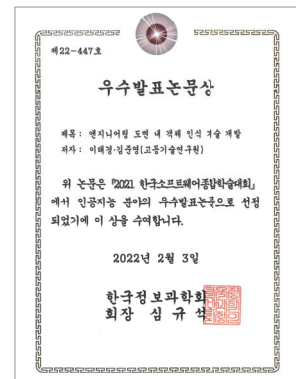 제22-447호
우수발표논문상
제목 : 엔지니어링 도면 내 객체 인식 기술 개발
저자 : 이태경·김준영(고등기술연구원)
위 논문은 『2021 한국소프트웨어종합학술대회』
에서 인공지능 분야의 우수발표논문으로 선정
되었기에 이 상을 수여합니다.
2022년 2월 3일
한국정보과학회
회장 심규석